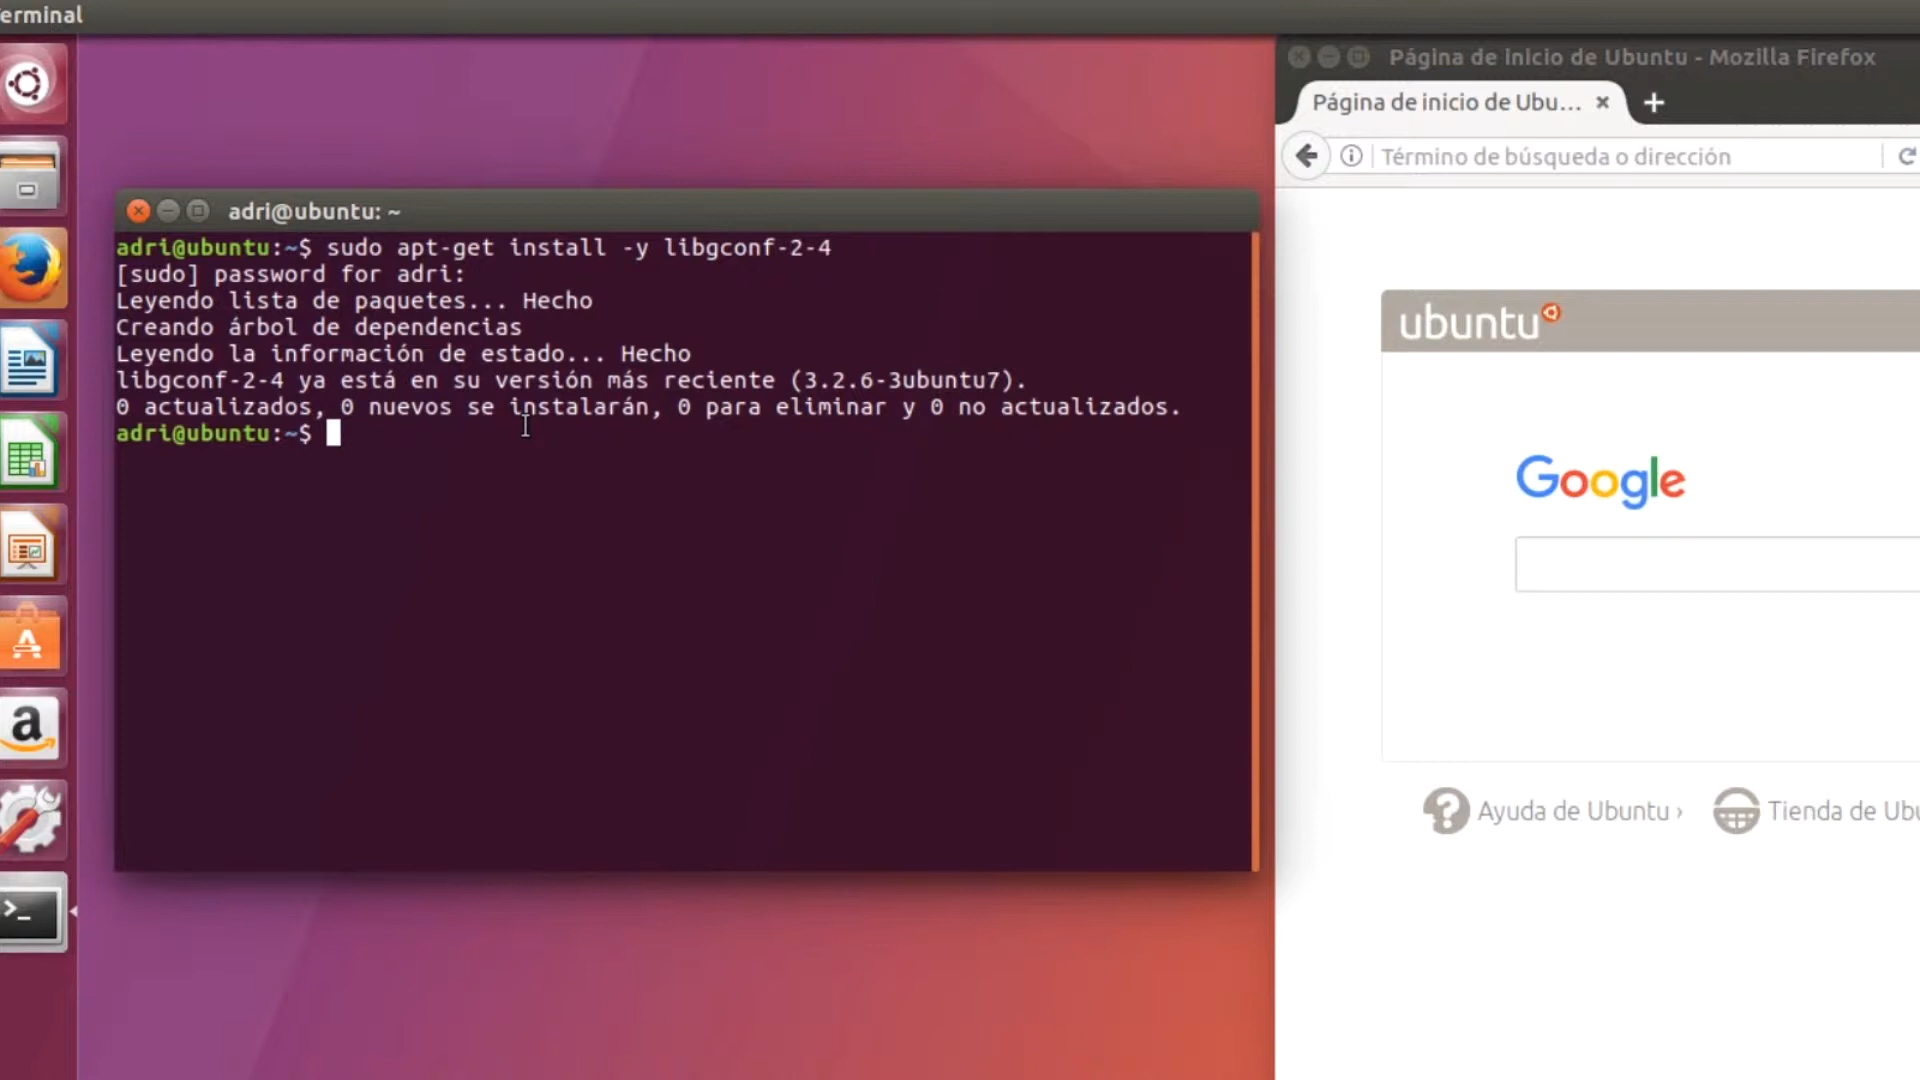 erminal
adri@ubuntu: ~
adri@ubuntu:~$ sudo apt-get install -y libgconf-2-4
[sudo] password for adri:
Leyendo lista de paquetes... Hecho
Creando árbol de dependencias
Leyendo la información de estado... Hecho
libgconf-2-4 ya está en su versión más reciente (3.2.6-3ubuntu7).
0 actualizados, 0 nuevos se instalarán, 0 para eliminar y 0 no actualizados.
adri@ubuntu:~$
Página de inicio de Ubuntu - Mozilla Firefox
Página de inicio de Ubu...
Término de búsqueda o dirección
ubuntu
Google
Ayuda de Ubuntu ›
Tienda de Ubu